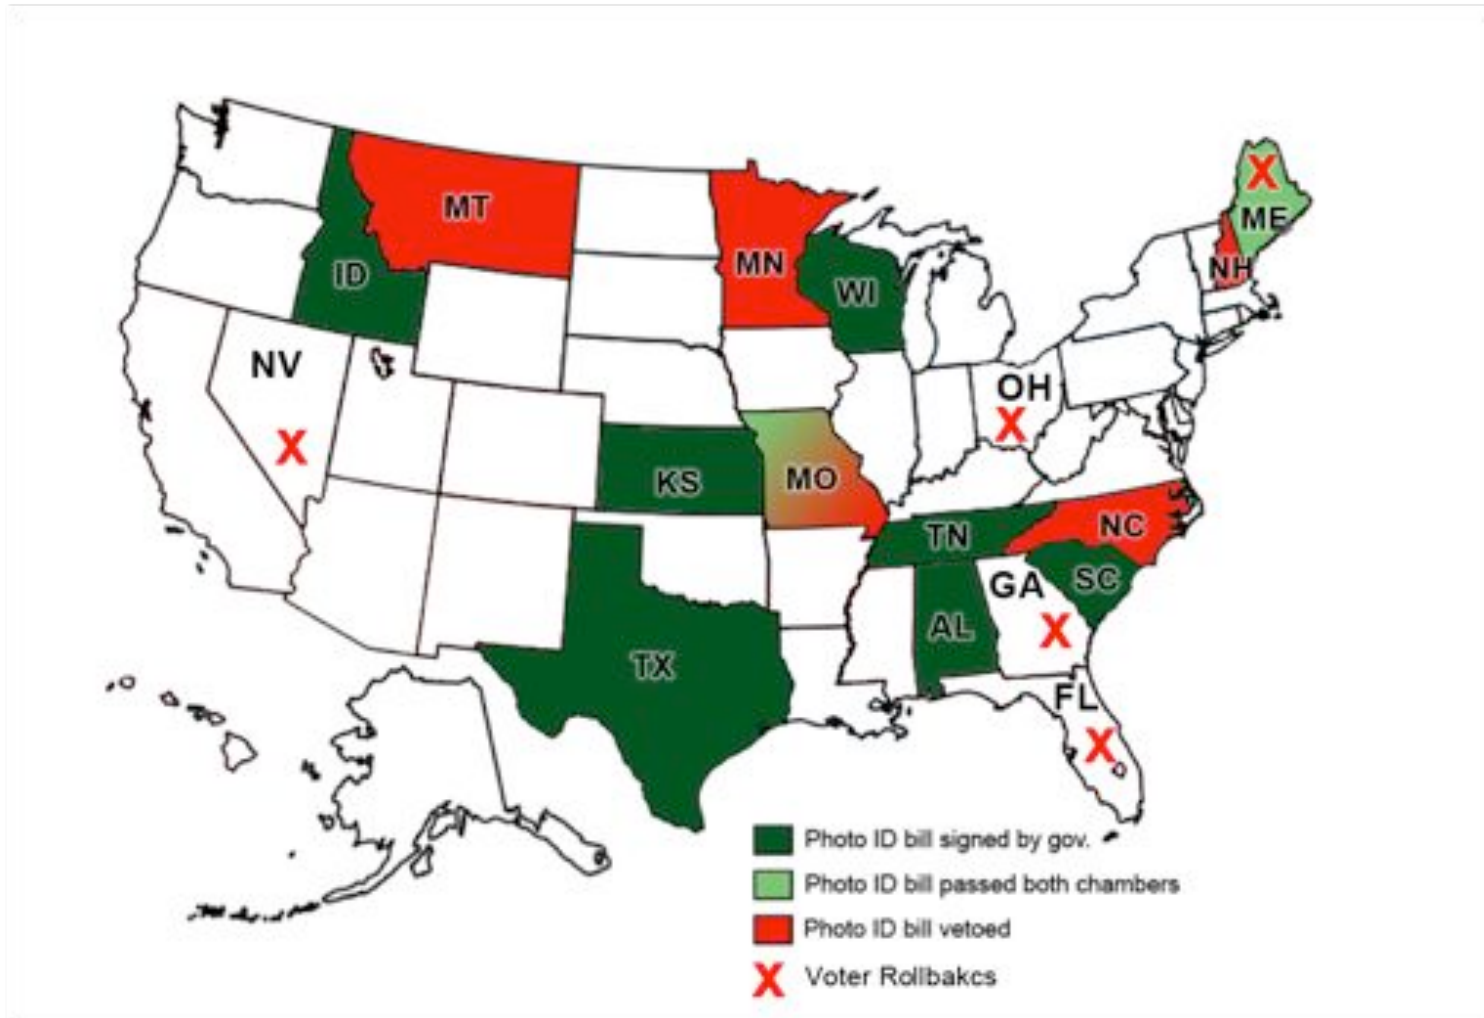 MT
ME
ID
MN
NH
WI
NV
X
OH
X
X
KS
MO
TN
NC
GA
SC
AL
X
TX
FL
X
Photo ID bill signed by gov.
Photo ID bill passed both chambers
Photo ID bill vetoed
X Voter Rollbakcs